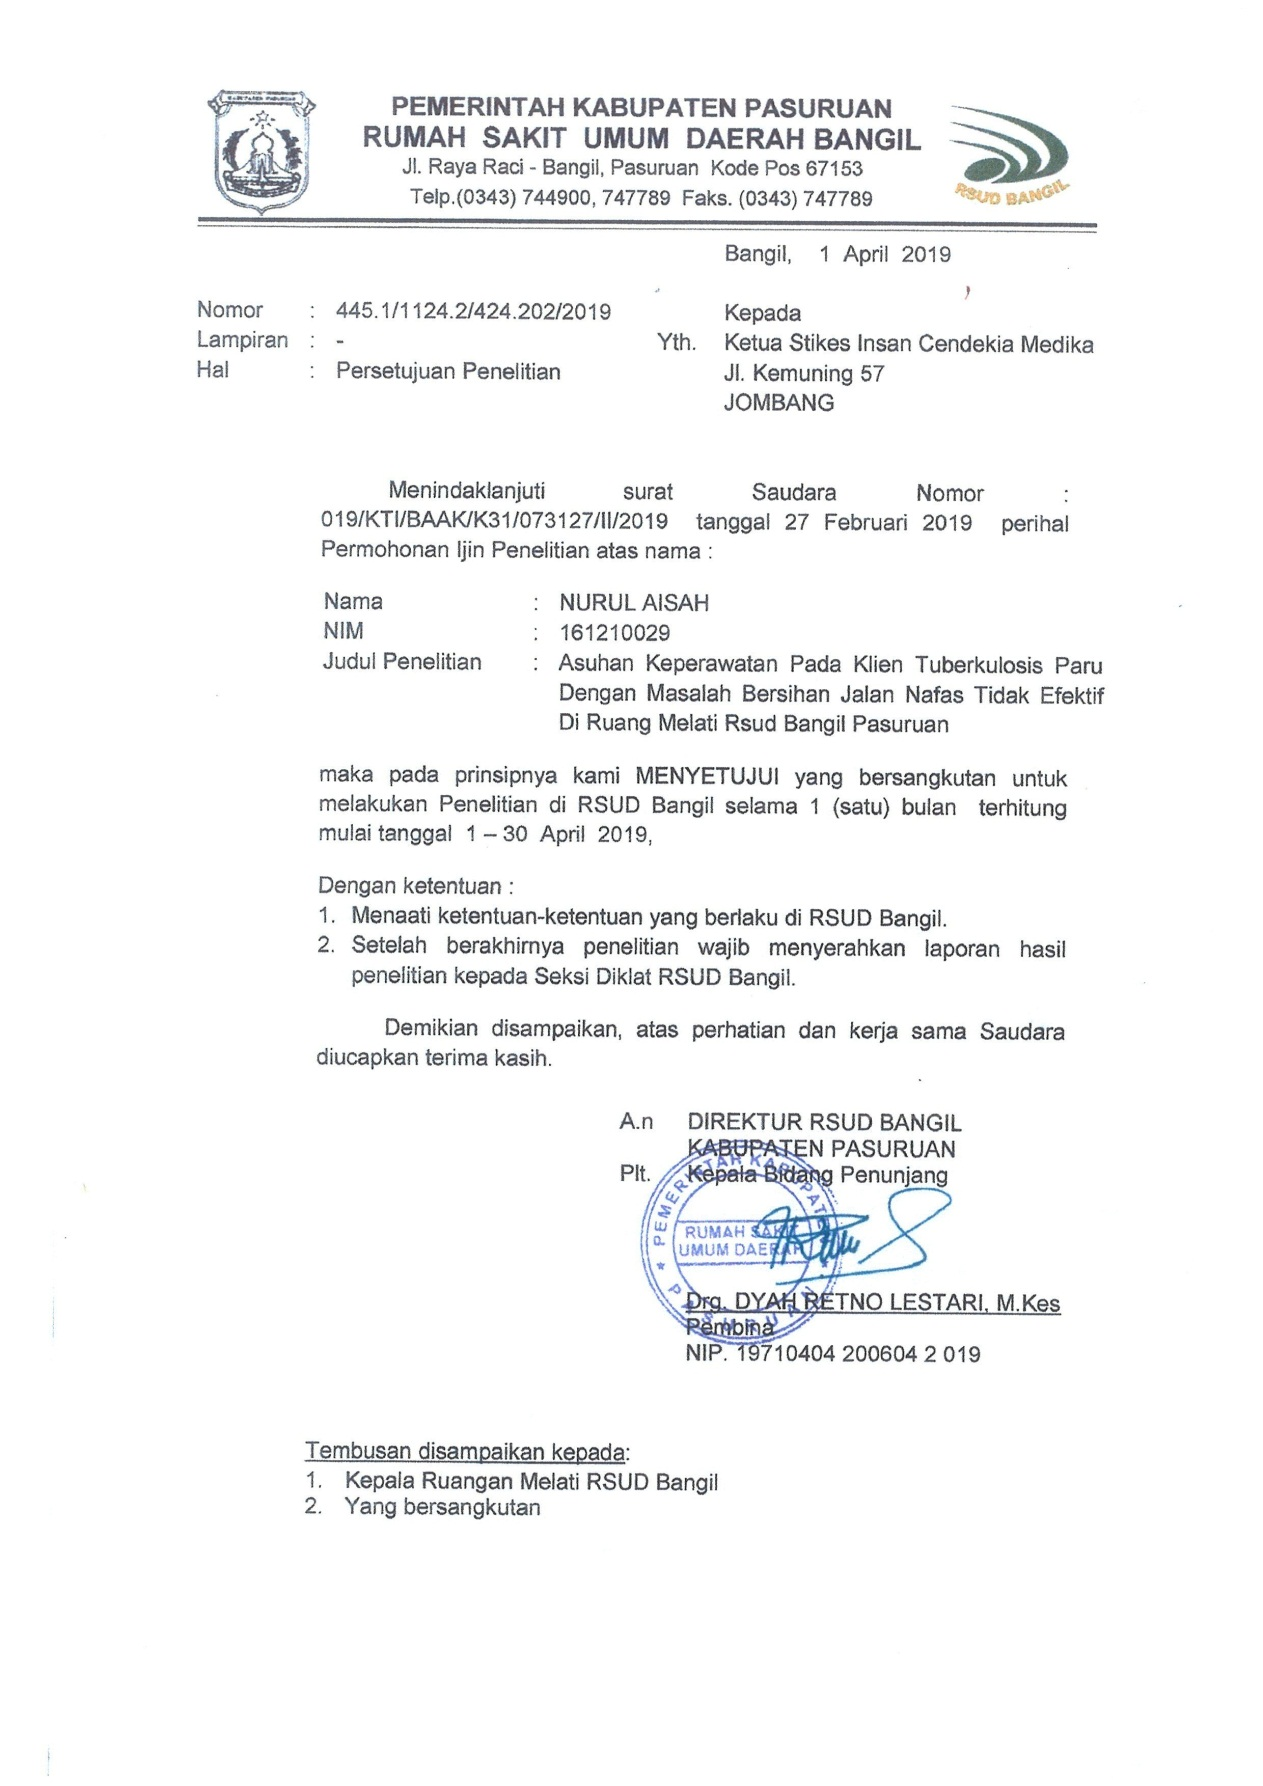 KABUPATEN PASURUAN
PEMERINTAH KABUPATEN PASURUAN
RUMAH SAKIT UMUM DAERAH BANGIL
Jl. Raya Raci - Bangil, Pasuruan Kode Pos 67153
Telp.(0343) 744900, 747789 Faks. (0343) 747789
RSUD BANGIL
Bangil, 1 April 2019
Nomor : 445.1/1124.2/424.202/2019
Lampiran : -
Hal : Persetujuan Penelitian
Kepada
Yth. Ketua Stikes Insan Cendekia Medika
Jl. Kemuning 57
JOMBANG
Menindaklanjuti surat Saudara Nomor :
019/KTI/BAAK/K31/073127/II/2019 tanggal 27 Februari 2019 perihal
Permohonan Ijin Penelitian atas nama :
Nama : NURUL AISAH
NIM : 161210029
Judul Penelitian : Asuhan Keperawatan Pada Klien Tuberkulosis Paru
Dengan Masalah Bersihan Jalan Nafas Tidak Efektif
Di Ruang Melati Rsud Bangil Pasuruan
maka pada prinsipnya kami MENYETUJUI yang bersangkutan untuk
melakukan Penelitian di RSUD Bangil selama 1 (satu) bulan terhitung
mulai tanggal 1 – 30 April 2019,
Dengan ketentuan :
1. Menaati ketentuan-ketentuan yang berlaku di RSUD Bangil.
2. Setelah berakhirnya penelitian wajib menyerahkan laporan hasil
penelitian kepada Seksi Diklat RSUD Bangil.
Demikian disampaikan, atas perhatian dan kerja sama Saudara
diucapkan terima kasih.
A.n DIREKTUR RSUD BANGIL
KABUPATEN PASURUAN
Plt. Kepala Bidang Penunjang
PEMERINTAH KABUPATEN
RUMAH SAKIT
UMUM DAERAH
PASURUAN
Drg. DYAH RETNO LESTARI, M.Kes
Pembina
NIP. 19710404 200604 2 019
Tembusan disampaikan kepada:
1. Kepala Ruangan Melati RSUD Bangil
2. Yang bersangkutan